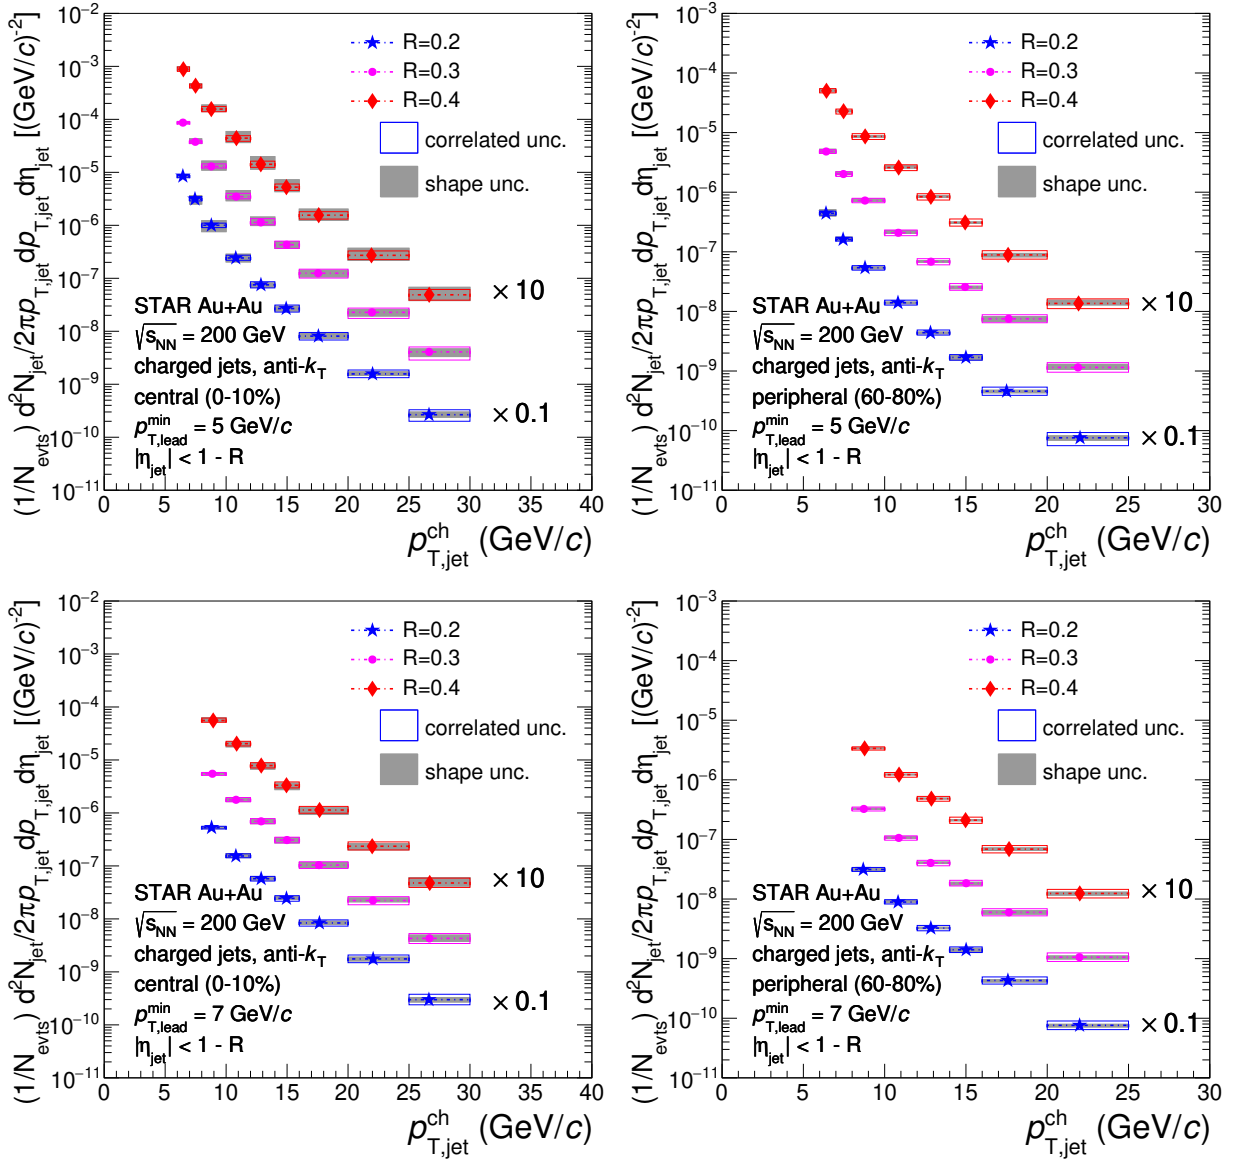 (1/N_evts) d²N_jet/2πp_T,jet dp_T,jet dη_jet [(GeV/c)⁻²]
10⁻²
10⁻³
10⁻⁴
10⁻⁵
10⁻⁶
10⁻⁷
10⁻⁸
10⁻⁹
10⁻¹⁰
10⁻¹¹
R=0.2
R=0.3
R=0.4
correlated unc.
shape unc.
× 10
× 0.1
STAR Au+Au
√s_NN = 200 GeV
charged jets, anti-k_T
central (0-10%)
p_T,lead^min = 5 GeV/c
|η_jet| < 1 - R
0 5 10 15 20 25 30 35 40
p_T,jet^ch (GeV/c)
(1/N_evts) d²N_jet/2πp_T,jet dp_T,jet dη_jet [(GeV/c)⁻²]
10⁻³
10⁻⁴
10⁻⁵
10⁻⁶
10⁻⁷
10⁻⁸
10⁻⁹
10⁻¹⁰
10⁻¹¹
R=0.2
R=0.3
R=0.4
correlated unc.
shape unc.
× 10
× 0.1
STAR Au+Au
√s_NN = 200 GeV
charged jets, anti-k_T
peripheral (60-80%)
p_T,lead^min = 5 GeV/c
|η_jet| < 1 - R
0 5 10 15 20 25 30
p_T,jet^ch (GeV/c)
(1/N_evts) d²N_jet/2πp_T,jet dp_T,jet dη_jet [(GeV/c)⁻²]
10⁻²
10⁻³
10⁻⁴
10⁻⁵
10⁻⁶
10⁻⁷
10⁻⁸
10⁻⁹
10⁻¹⁰
10⁻¹¹
R=0.2
R=0.3
R=0.4
correlated unc.
shape unc.
× 10
× 0.1
STAR Au+Au
√s_NN = 200 GeV
charged jets, anti-k_T
central (0-10%)
p_T,lead^min = 7 GeV/c
|η_jet| < 1 - R
0 5 10 15 20 25 30 35 40
p_T,jet^ch (GeV/c)
(1/N_evts) d²N_jet/2πp_T,jet dp_T,jet dη_jet [(GeV/c)⁻²]
10⁻³
10⁻⁴
10⁻⁵
10⁻⁶
10⁻⁷
10⁻⁸
10⁻⁹
10⁻¹⁰
10⁻¹¹
R=0.2
R=0.3
R=0.4
correlated unc.
shape unc.
× 10
× 0.1
STAR Au+Au
√s_NN = 200 GeV
charged jets, anti-k_T
peripheral (60-80%)
p_T,lead^min = 7 GeV/c
|η_jet| < 1 - R
0 5 10 15 20 25 30
p_T,jet^ch (GeV/c)